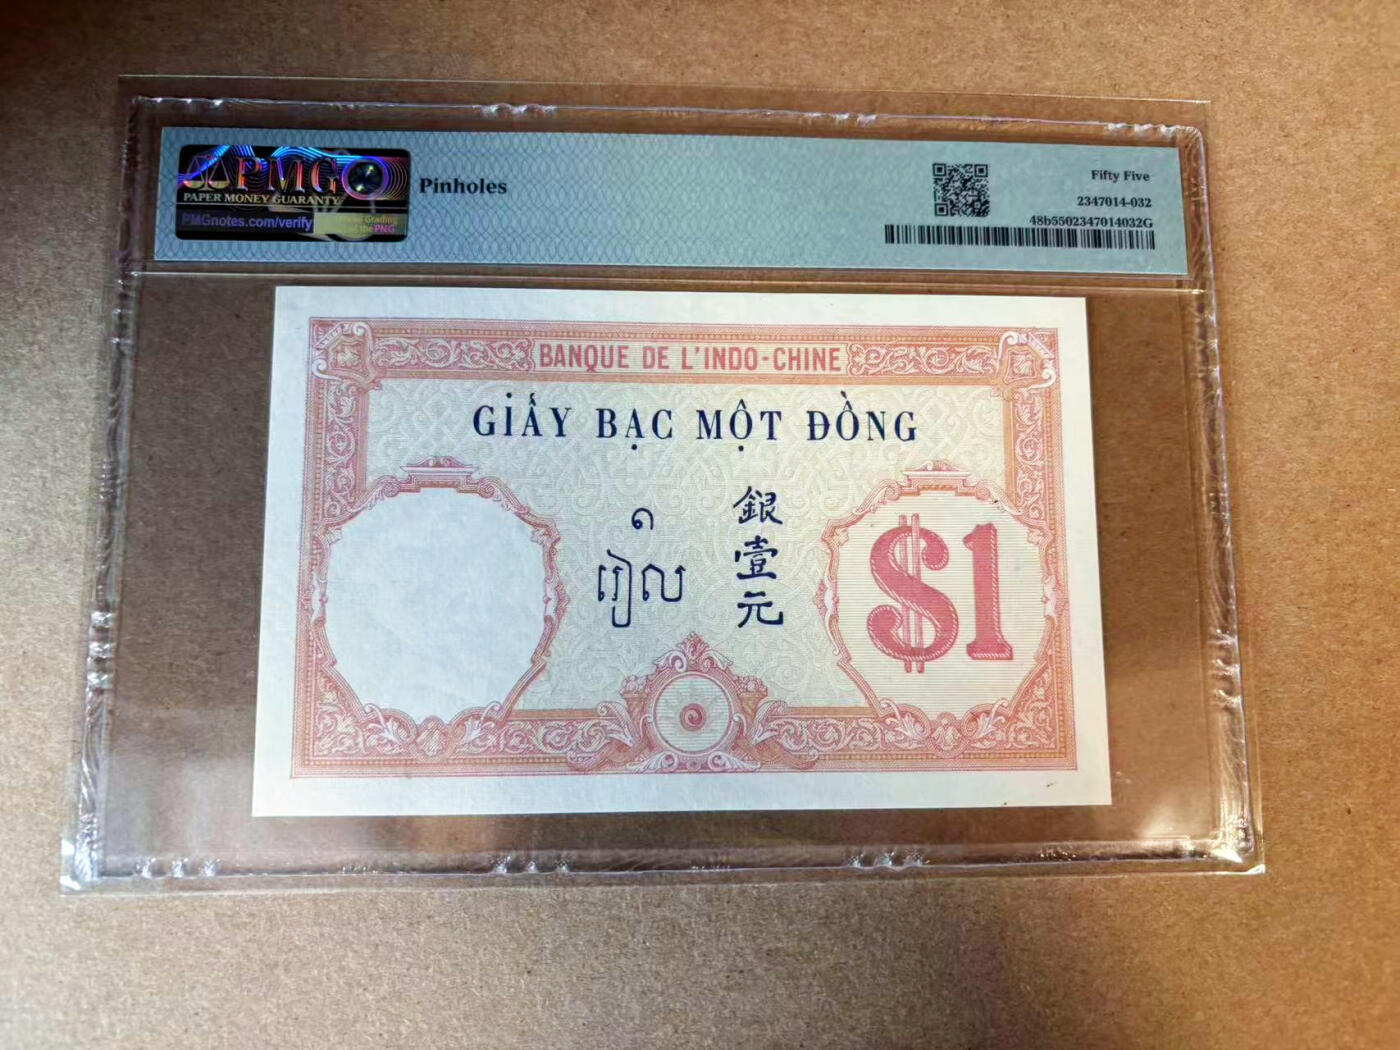 PMG
PAPER MONEY GUARANTY
PMGnotes.com/verify
Pinholes
Fifty Five
2347014-032
48b5502347014032G
BANQUE DE L'INDO-CHINE
GIẤY BẠC MỘT ĐỒNG
១
រៀល
銀
壹
元
$1